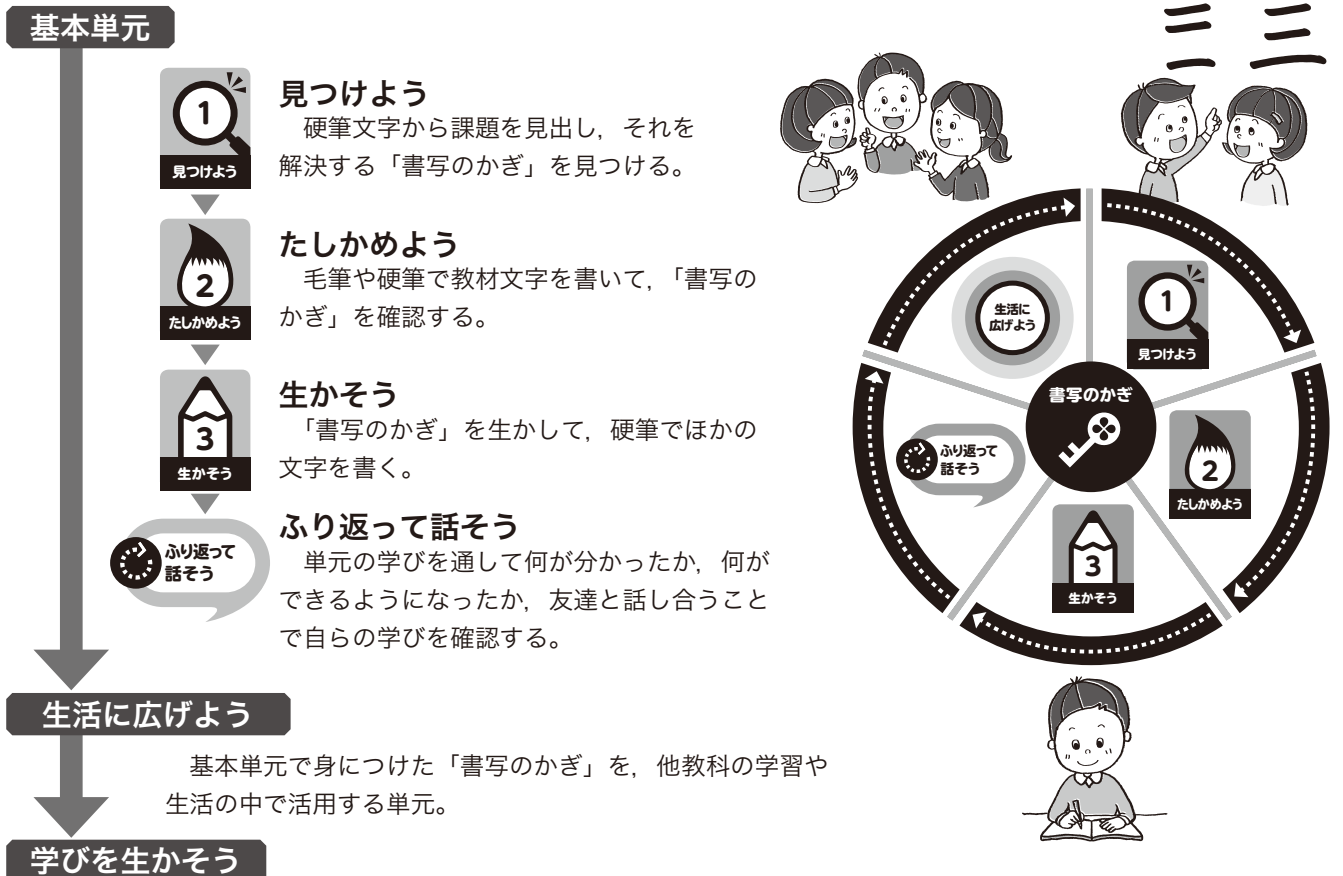 基本単元
1
見つけよう
見つけよう
硬筆文字から課題を見出し，それを
解決する「書写のかぎ」を見つける。
2
たしかめよう
たしかめよう
毛筆や硬筆で教材文字を書いて，「書写の
かぎ」を確認する。
3
生かそう
生かそう
「書写のかぎ」を生かして，硬筆でほかの
文字を書く。
ふり返って
話そう
ふり返って話そう
単元の学びを通して何が分かったか，何が
できるようになったか，友達と話し合うこと
で自らの学びを確認する。
生活に広げよう
基本単元で身につけた「書写のかぎ」を，他教科の学習や
生活の中で活用する単元。
学びを生かそう
三 三
生活に
広げよう
1
見つけよう
書写のかぎ
ふり返って
話そう
2
たしかめよう
3
生かそう